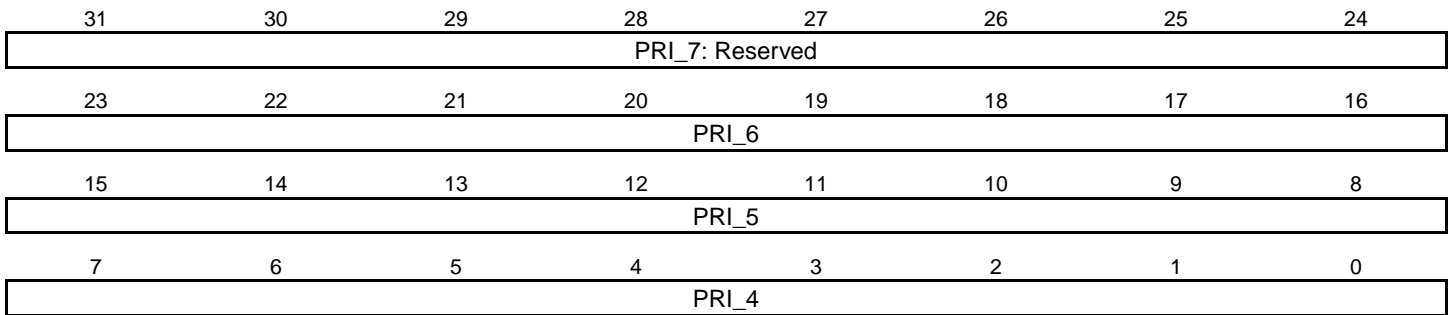 31 30 29 28 27 26 25 24
PRI_7: Reserved
23 22 21 20 19 18 17 16
PRI_6
15 14 13 12 11 10 9 8
PRI_5
7 6 5 4 3 2 1 0
PRI_4